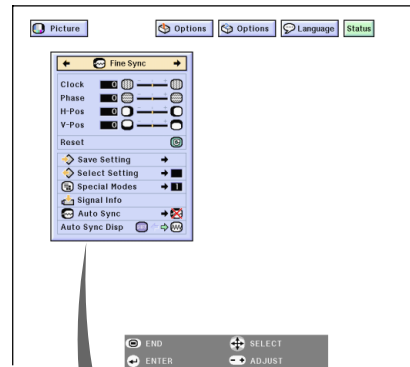 Picture Options Options Language Status
Fine Sync
Clock 0
Phase 0
H-Pos 0
V-Pos 0
Reset
Save Setting
Select Setting
Special Modes 1
Signal Info
Auto Sync
Auto Sync Disp
END SELECT
ENTER ADJUST